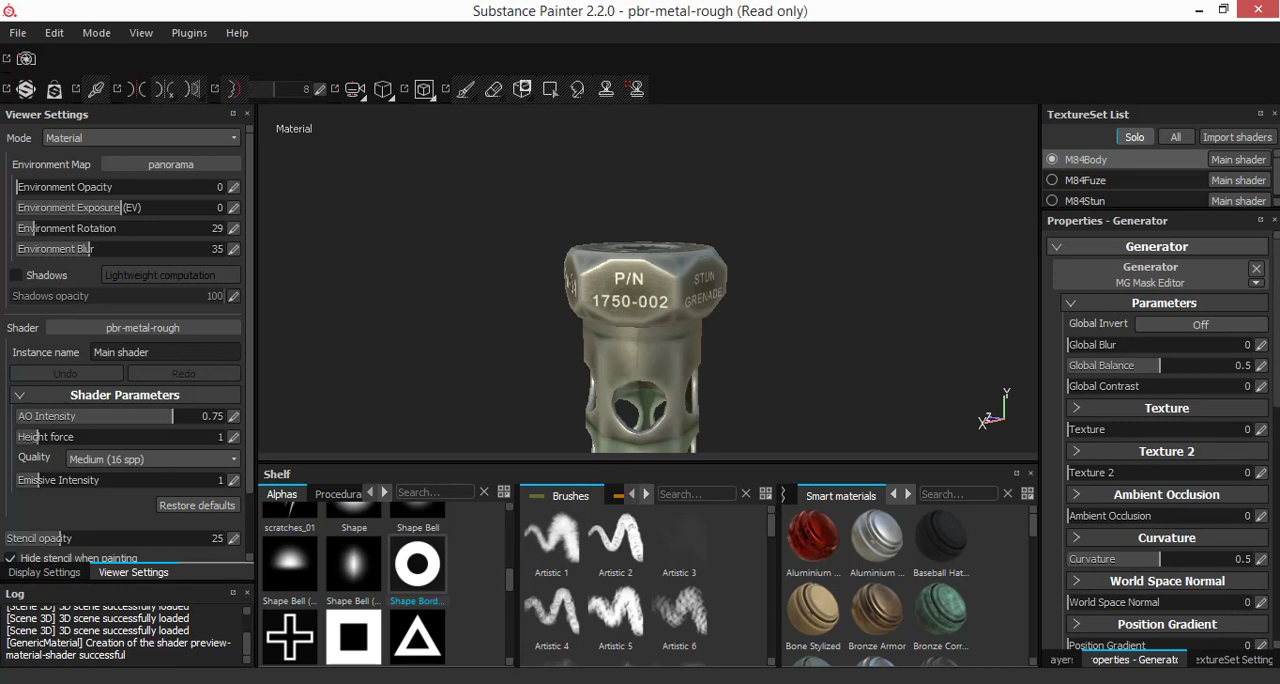 Substance Painter 2.2.0 - pbr-metal-rough (Read only)
File Edit Mode View Plugins Help
8
Viewer Settings
Mode Material
Environment Map panorama
Environment Opacity 0
Environment Exposure (EV) 0
Environment Rotation 29
Environment Blur 35
Shadows Lightweight computation
Shadows opacity 100
Shader pbr-metal-rough
Instance name Main shader
Undo Redo
Shader Parameters
AO Intensity 0.75
Height force 1
Quality Medium (16 spp)
Emissive Intensity 1
Restore defaults
Stencil opacity 25
Hide stencil when painting
Display Settings Viewer Settings
Log
[Scene 3D] 3D scene successfully loaded
[Scene 3D] 3D scene successfully loaded
[Scene 3D] 3D scene successfully loaded
[GenericMaterial] Creation of the shader preview-
material-shader successful
Material
P/N
1750-002
STUN
GRENADE
Y
Z
X
Shelf
Alphas Procedura Search...
scratches_01 Shape Shape Bell
Shape Bell (... Shape Bell (... Shape Bord...
Brushes Search...
Artistic 1 Artistic 2 Artistic 3
Artistic 4 Artistic 5 Artistic 6
Smart materials Search...
Aluminium ... Aluminium ... Baseball Hat...
Bone Stylized Bronze Armor Bronze Corr...
TextureSet List
Solo All Import shaders
M84Body Main shader
M84Fuze Main shader
M84Stun Main shader
Properties - Generator
Generator
Generator
MG Mask Editor
Parameters
Global Invert Off
Global Blur 0
Global Balance 0.5
Global Contrast 0
Texture
Texture 0
Texture 2
Texture 2 0
Ambient Occlusion
Ambient Occlusion 0
Curvature
Curvature 0.5
World Space Normal
World Space Normal 0
Position Gradient
Position Gradient 0
ayers operties - Generato extureSet Setting